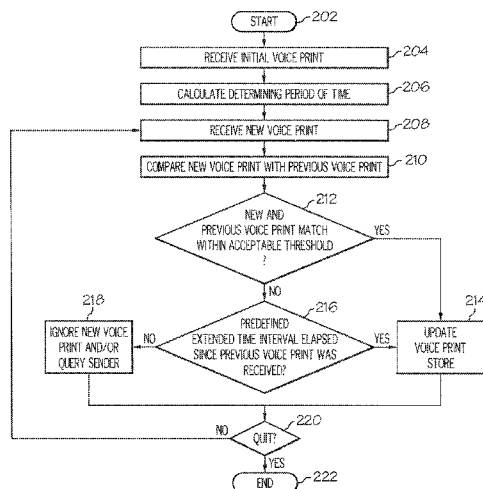 START
202
RECEIVE INITIAL VOICE PRINT
204
CALCULATE DETERMINING PERIOD OF TIME
206
RECEIVE NEW VOICE PRINT
208
COMPARE NEW VOICE PRINT WITH PREVIOUS VOICE PRINT
210
212
NEW AND
PREVIOUS VOICE PRINT MATCH
WITHIN ACCEPTABLE THRESHOLD
?
YES
NO
218
216
214
IGNORE NEW VOICE
PRINT AND/OR
QUERY SENDER
NO
PREDEFINED
EXTENDED TIME INTERVAL ELAPSED
SINCE PREVIOUS VOICE PRINT WAS
RECEIVED?
YES
UPDATE
VOICE PRINT
STORE
NO
QUIT?
220
YES
END
222